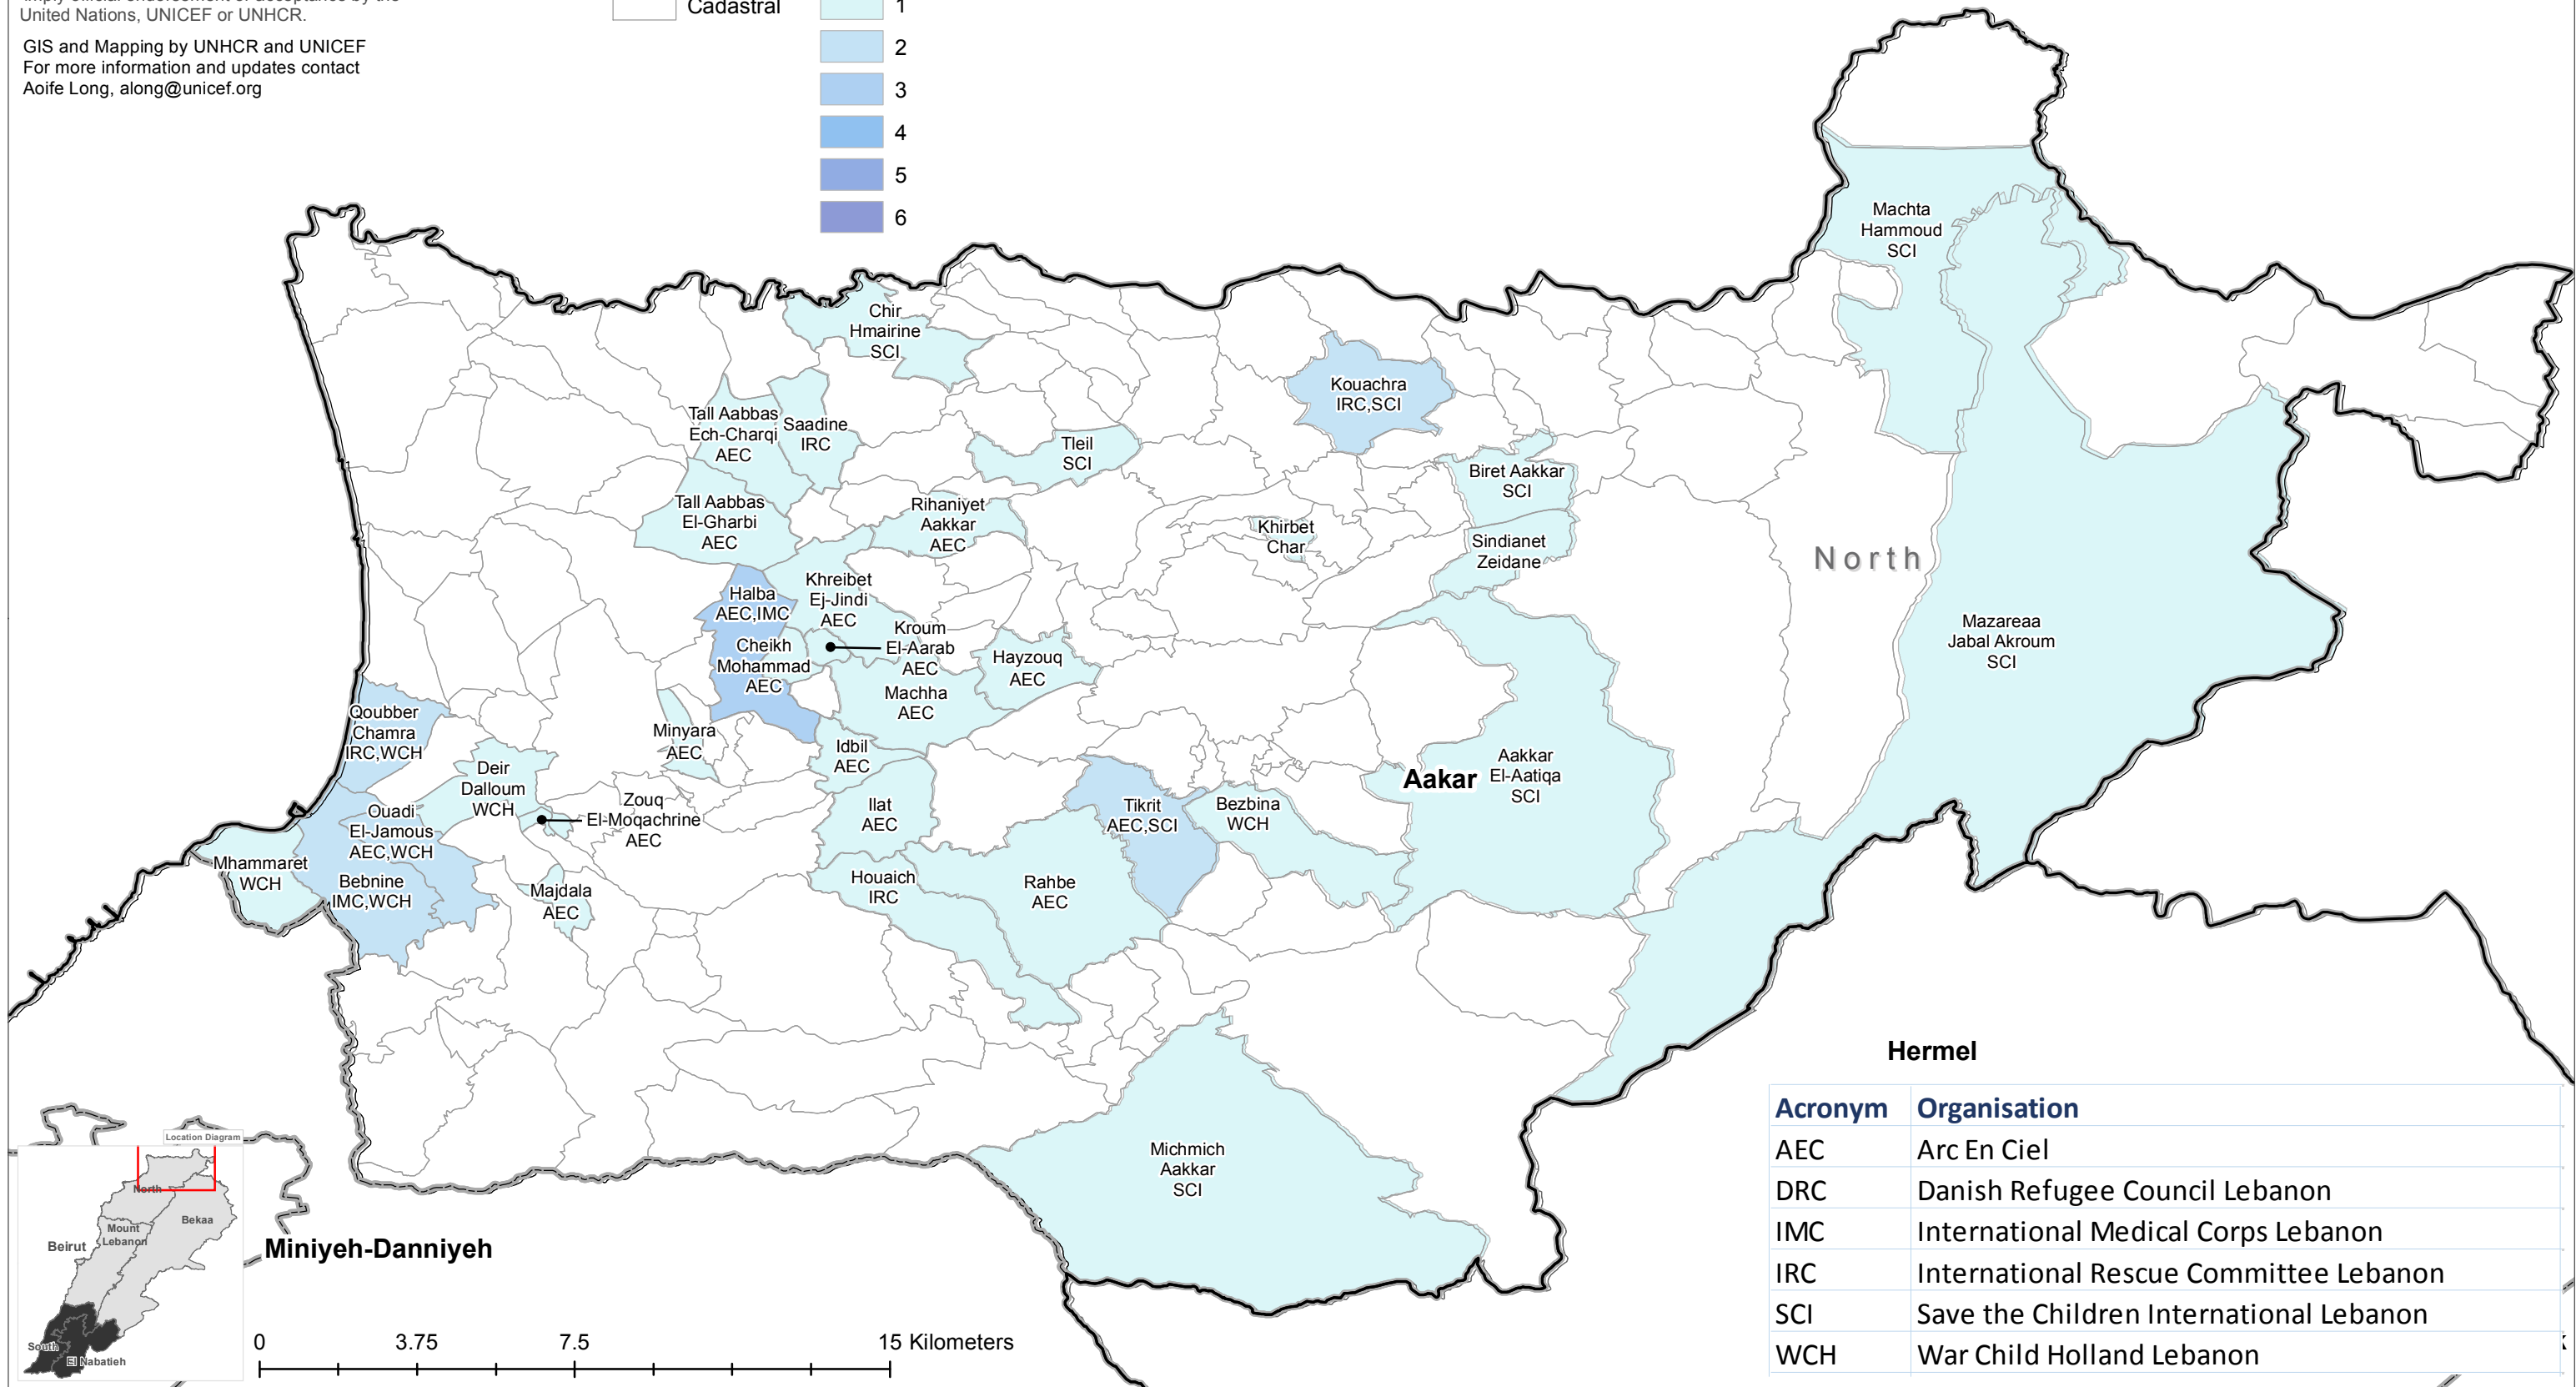 United Nations, UNICEF or UNHCR.
GIS and Mapping by UNHCR and UNICEF
For more information and updates contact
Aoife Long, along@unicef.org
Cadastral
1
2
3
4
5
6
Machta
Hammoud
SCI
Chir
Hmairine
SCI
Kouachra
IRC,SCI
Tall Aabbas
Ech-Charqi
AEC
Saadine
IRC
Tleil
SCI
Biret Aakkar
SCI
Tall Aabbas
El-Gharbi
AEC
Rihaniyet
Aakkar
AEC
Khirbet
Char
Sindianet
Zeidane
North
Halba
AEC,IMC
Khreibet
Ej-Jindi
AEC
Kroum
El-Aarab
AEC
Cheikh
Mohammad
AEC
Hayzouq
AEC
Machha
AEC
Mazareaa
Jabal Akroum
SCI
Qoubber
Chamra
IRC,WCH
Minyara
AEC
Idbil
AEC
Deir
Dalloum
WCH
Zouq
El-Moqachrine
AEC
Ouadi
El-Jamous
AEC,WCH
Ilat
AEC
Tikrit
AEC,SCI
Bezbina
WCH
Aakar
Aakkar
El-Aatiqa
SCI
Mhammaret
WCH
Bebnine
IMC,WCH
Majdala
AEC
Houaich
IRC
Rahbe
AEC
Michmich
Aakkar
SCI
Hermel
Acronym Organisation
AEC Arc En Ciel
DRC Danish Refugee Council Lebanon
IMC International Medical Corps Lebanon
IRC International Rescue Committee Lebanon
SCI Save the Children International Lebanon
WCH War Child Holland Lebanon
Location Diagram
North
Bekaa
Mount
Lebanon
Beirut
South
El Nabatieh
Miniyeh-Danniyeh
0 3.75 7.5 15 Kilometers